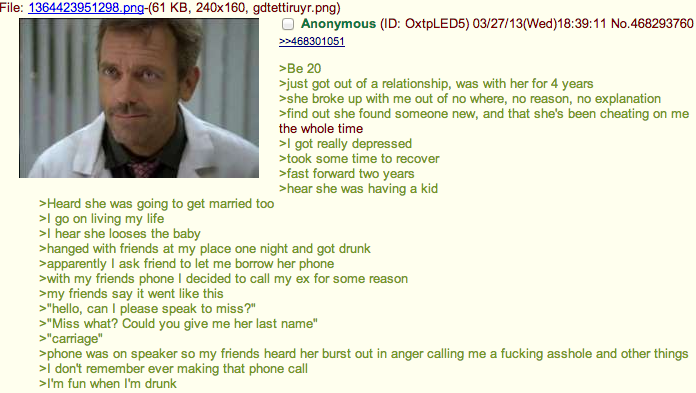 File: 1364423951298.png-(61 KB, 240x160, gdtettiruyr.png)
Anonymous (ID: OxtpLED5) 03/27/13(Wed)18:39:11 No.468293760
>>468301051
>Be 20
>just got out of a relationship, was with her for 4 years
>she broke up with me out of no where, no reason, no explanation
>find out she found someone new, and that she's been cheating on me
the whole time
>I got really depressed
>took some time to recover
>fast forward two years
>hear she was having a kid
>Heard she was going to get married too
>I go on living my life
>I hear she looses the baby
>hanged with friends at my place one night and got drunk
>apparently I ask friend to let me borrow her phone
>with my friends phone I decided to call my ex for some reason
>my friends say it went like this
>"hello, can I please speak to miss?"
>"Miss what? Could you give me her last name"
>"carriage"
>phone was on speaker so my friends heard her burst out in anger calling me a fucking asshole and other things
>I don't remember ever making that phone call
>I'm fun when I'm drunk